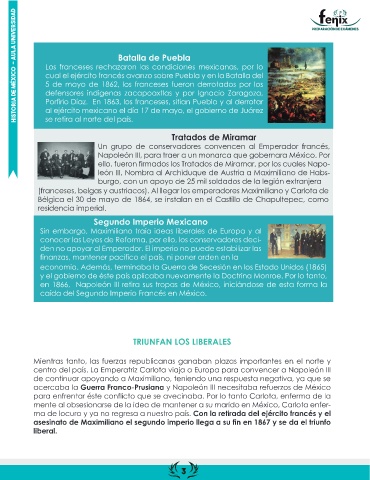 HISTORIA DE MÉXICO – AULA UNIVERSIDAD
fenix
PREPARACIÓN DE EXÁMENES
Batalla de Puebla
Los franceses rechazaron las condiciones mexicanas, por lo
cual el ejército francés avanzo sobre Puebla y en la Batalla del
5 de mayo de 1862, los franceses fueron derrotados por los
defensores indígenas zacapoaxtlas y por Ignacio Zaragoza,
Porfirio Díaz. En 1863, los franceses, sitian Puebla y al derrotar
al ejército mexicano el día 17 de mayo, el gobierno de Juárez
se retira al norte del país.
Tratados de Miramar
Un grupo de conservadores convencen al Emperador francés,
Napoleón III, para traer a un monarca que gobernara México. Por
ello, fueron firmados los Tratados de Miramar, por los cuales Napo-
león III, Nombra al Archiduque de Austria a Maximiliano de Habs-
burgo, con un apoyo de 25 mil soldados de la legión extranjera
(franceses, belgas y austriacos). Al llegar los emperadores Maximiliano y Carlota de
Bélgica el 30 de mayo de 1864, se instalan en el Castillo de Chapultepec, como
residencia imperial.
Segundo Imperio Mexicano
Sin embargo, Maximiliano traía ideas liberales de Europa y al
conocer las Leyes de Reforma, por ello, los conservadores deci-
den no apoyar al Emperador. El imperio no puede estabilizar las
finanzas, mantener pacífico el país, ni poner orden en la
economía. Además, terminaba la Guerra de Secesión en los Estado Unidos (1865)
y el gobierno de éste país aplicaba nuevamente la Doctrina Monroe. Por lo tanto,
en 1866, Napoleón III retira sus tropas de México, iniciándose de esta forma la
caída del Segundo Imperio Francés en México.
TRIUNFAN LOS LIBERALES
Mientras tanto, las fuerzas republicanas ganaban plazas importantes en el norte y
centro del país. La Emperatriz Carlota viaja a Europa para convencer a Napoleón III
de continuar apoyando a Maximiliano, teniendo una respuesta negativa, ya que se
acercaba la Guerra Franco-Prusiana y Napoleón III necesitaba refuerzos de México
para enfrentar éste conflicto que se avecinaba. Por lo tanto Carlota, enferma de la
mente al obsesionarse de la idea de mantener a su marido en México, Carlota enfer-
ma de locura y ya no regresa a nuestro país. Con la retirada del ejército francés y el
asesinato de Maximiliano el segundo imperio llega a su fin en 1867 y se da el triunfo
liberal.
3